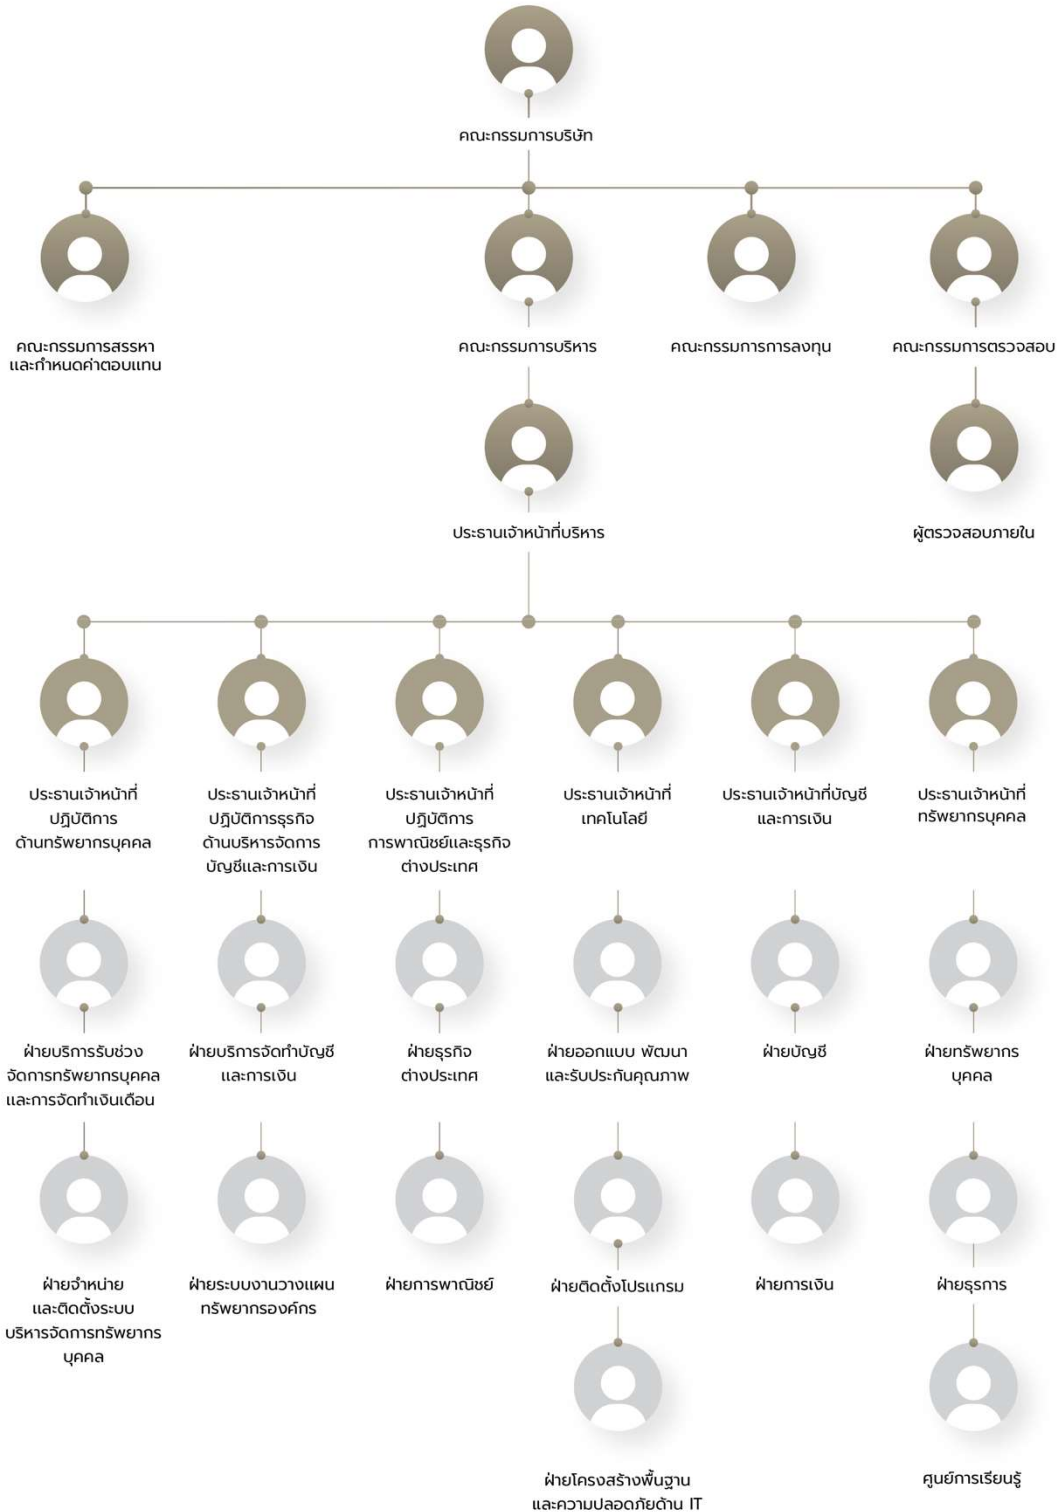 คณะกรรมการบริษัท
คณะกรรมการสรรหา
และกำหนดค่าตอบแทน
คณะกรรมการบริหาร
คณะกรรมการการลงทุน
คณะกรรมการตรวจสอบ
ประธานเจ้าหน้าที่บริหาร
ผู้ตรวจสอบภายใน
ประธานเจ้าหน้าที่
ปฏิบัติการ
ด้านทรัพยากรบุคคล
ประธานเจ้าหน้าที่
ปฏิบัติการธุรกิจ
ด้านบริหารจัดการ
บัญชีและการเงิน
ประธานเจ้าหน้าที่
ปฏิบัติการ
การพาณิชย์และธุรกิจ
ต่างประเทศ
ประธานเจ้าหน้าที่
เทคโนโลยี
ประธานเจ้าหน้าที่บัญชี
และการเงิน
ประธานเจ้าหน้าที่
ทรัพยากรบุคคล
ฝ่ายบริการรับช่วง
จัดการทรัพยากรบุคคล
และการจัดทำเงินเดือน
ฝ่ายบริการจัดทำบัญชี
และการเงิน
ฝ่ายธุรกิจ
ต่างประเทศ
ฝ่ายออกแบบ พัฒนา
และรับประกันคุณภาพ
ฝ่ายบัญชี
ฝ่ายทรัพยากร
บุคคล
ฝ่ายจำหน่าย
และติดตั้งระบบ
บริหารจัดการทรัพยากร
บุคคล
ฝ่ายระบบงานวางแผน
ทรัพยากรองค์กร
ฝ่ายการพาณิชย์
ฝ่ายติดตั้งโปรแกรม
ฝ่ายการเงิน
ฝ่ายธุรการ
ฝ่ายโครงสร้างพื้นฐาน
และความปลอดภัยด้าน IT
ศูนย์การเรียนรู้